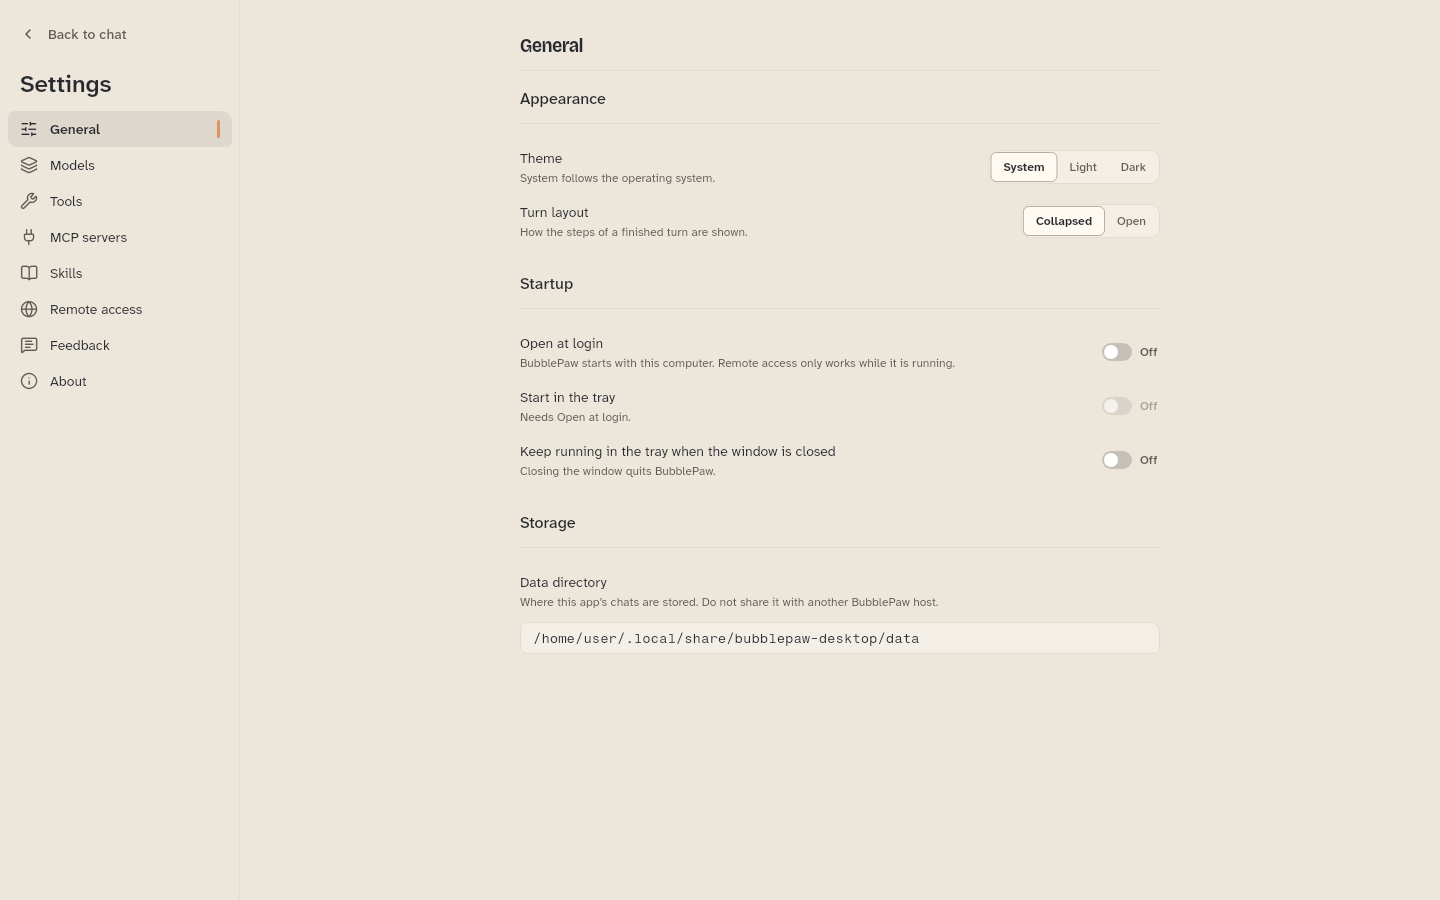 Back to chat
Settings
General
Models
Tools
MCP servers
Skills
Remote access
Feedback
About
General
Appearance
Theme
System follows the operating system.
System Light Dark
Turn layout
How the steps of a finished turn are shown.
Collapsed Open
Startup
Open at login
BubblePaw starts with this computer. Remote access only works while it is running.
Off
Start in the tray
Needs Open at login.
Off
Keep running in the tray when the window is closed
Closing the window quits BubblePaw.
Off
Storage
Data directory
Where this app's chats are stored. Do not share it with another BubblePaw host.
/home/user/.local/share/bubblepaw-desktop/data